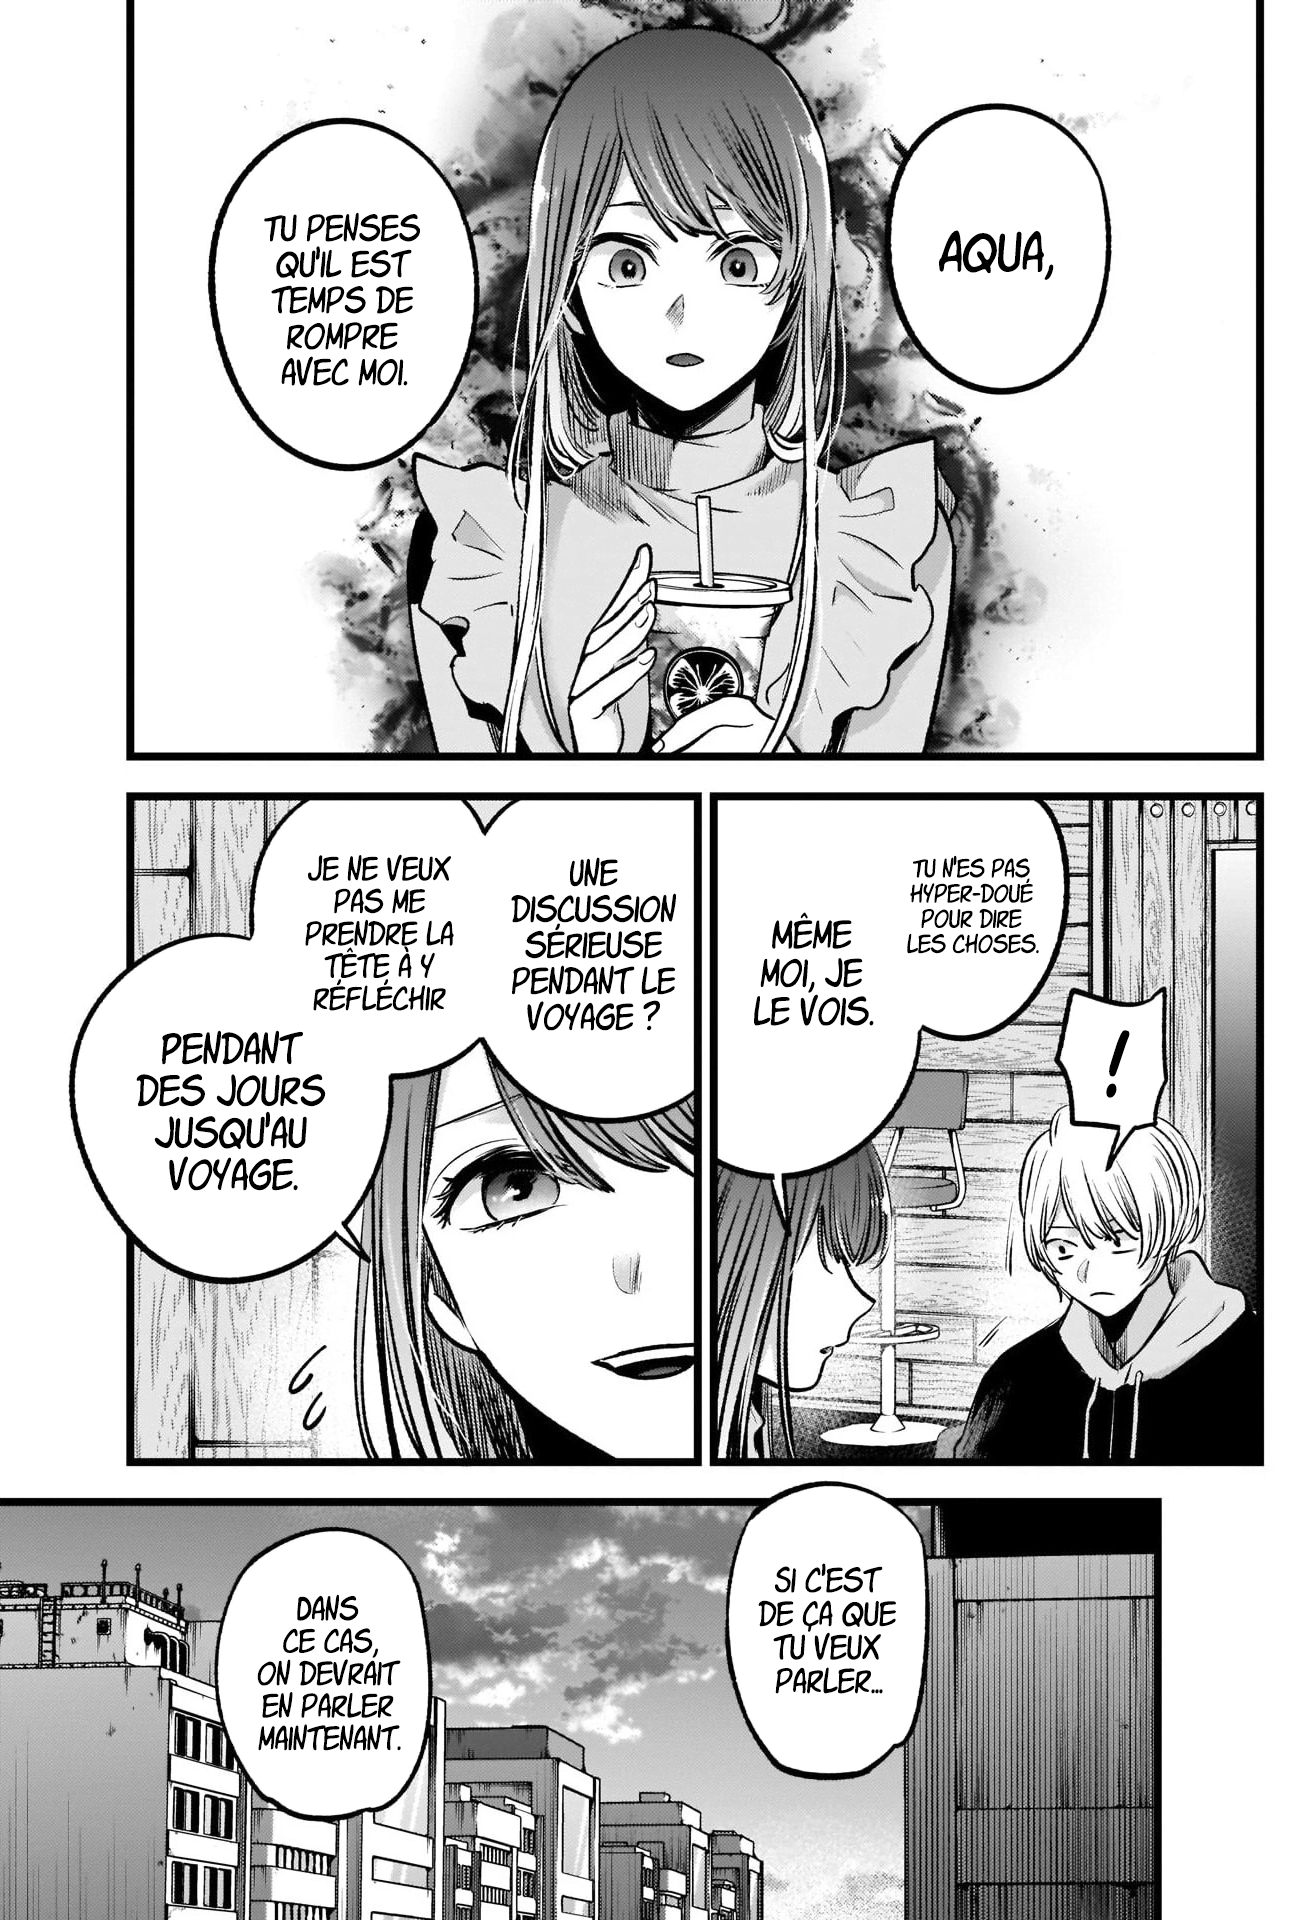 AQUA,
TU PENSES
QU'IL EST
TEMPS DE
ROMPRE
AVEC MOI.
TU N'ES PAS
HYPER-DOUÉ
POUR DIRE
LES CHOSES.
MÊME
MOI, JE
LE VOIS.
!
UNE
DISCUSSION
SÉRIEUSE
PENDANT LE
VOYAGE ?
JE NE VEUX
PAS ME
PRENDRE LA
TÊTE À Y
RÉFLÉCHIR
PENDANT
DES JOURS
JUSQU'AU
VOYAGE.
SI C'EST
DE ÇA QUE
TU VEUX
PARLER...
DANS
CE CAS,
ON DEVRAIT
EN PARLER
MAINTENANT.